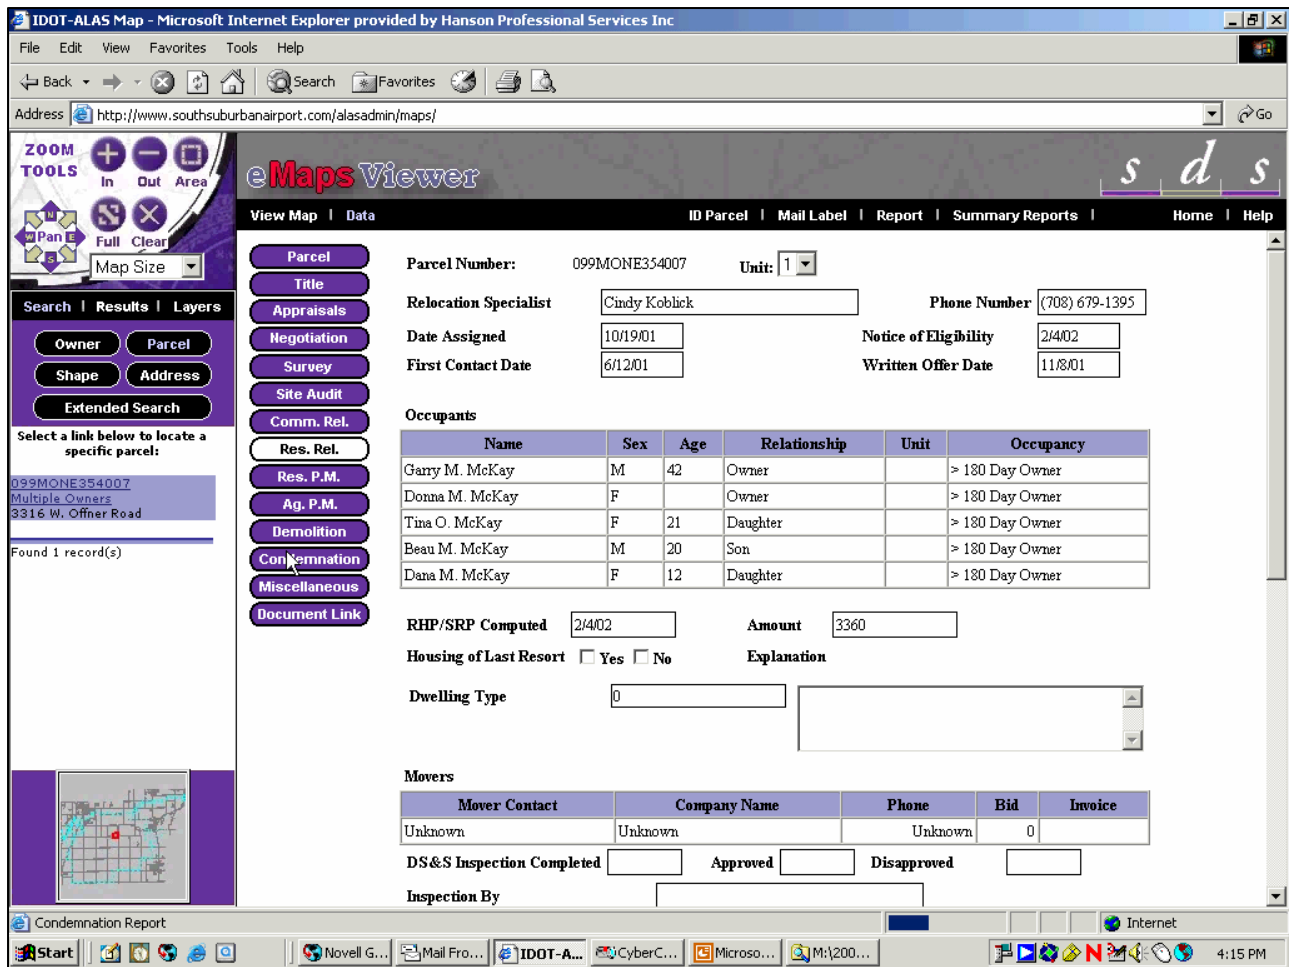 IDOT-ALAS Map - Microsoft Internet Explorer provided by Hanson Professional Services Inc
File Edit View Favorites Tools Help
Back Search Favorites
Address http://www.southsuburbanairport.com/alasadmin/maps/ Go
ZOOM TOOLS
In Out Area
N W Pan E S
Full Clear
Map Size
eMaps Viewer
s d s
View Map | Data ID Parcel | Mail Label | Report | Summary Reports | Home | Help
Search | Results | Layers
Owner Parcel
Shape Address
Extended Search
Select a link below to locate a
specific parcel:
099MONE354007
Multiple Owners
3316 W. Offner Road
Found 1 record(s)
Parcel
Title
Appraisals
Negotiation
Survey
Site Audit
Comm. Rel.
Res. Rel.
Res. P.M.
Ag. P.M.
Demolition
Condemnation
Miscellaneous
Document Link
Parcel Number: 099MONE354007 Unit: 1
Relocation Specialist Cindy Koblick Phone Number (708) 679-1395
Date Assigned 10/19/01 Notice of Eligibility 2/4/02
First Contact Date 6/12/01 Written Offer Date 11/8/01
Occupants
Name Sex Age Relationship Unit Occupancy
Garry M. McKay M 42 Owner > 180 Day Owner
Donna M. McKay F Owner > 180 Day Owner
Tina O. McKay F 21 Daughter > 180 Day Owner
Beau M. McKay M 20 Son > 180 Day Owner
Dana M. McKay F 12 Daughter > 180 Day Owner
RHP/SRP Computed 2/4/02 Amount 3360
Housing of Last Resort Yes No Explanation
Dwelling Type 0
Movers
Mover Contact Company Name Phone Bid Invoice
Unknown Unknown Unknown 0
DS&S Inspection Completed Approved Disapproved
Inspection By
Condemnation Report Internet
Start Novell G... Mail Fro... IDOT-A... CyberC... Microso... M:\200... 4:15 PM